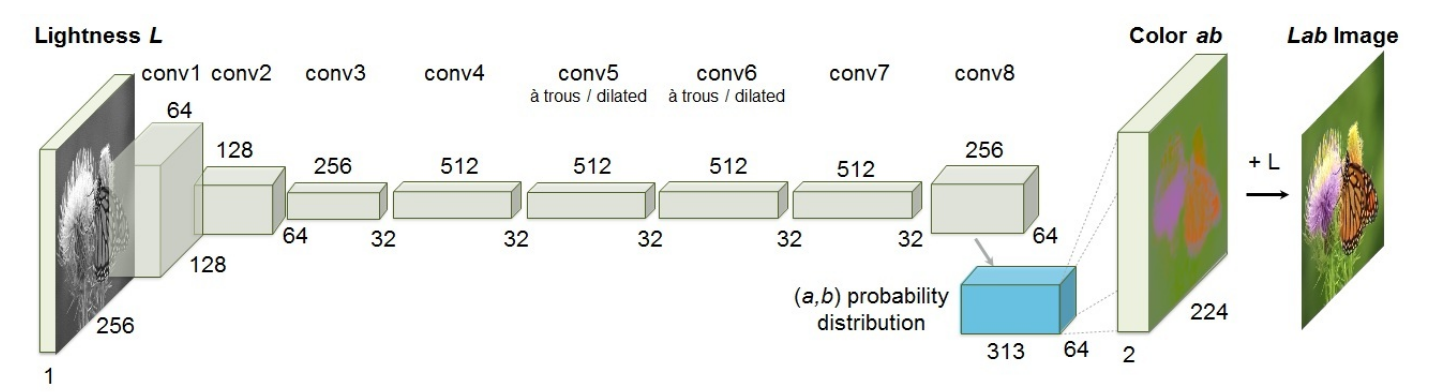 Lightness L
Color ab
Lab Image
conv1
conv2
conv3
conv4
conv5
à trous / dilated
conv6
à trous / dilated
conv7
conv8
64
128
256
512
512
512
512
256
+ L
128
64
32
32
32
32
32
64
256
1
(a,b) probability
distribution
313
64
2
224